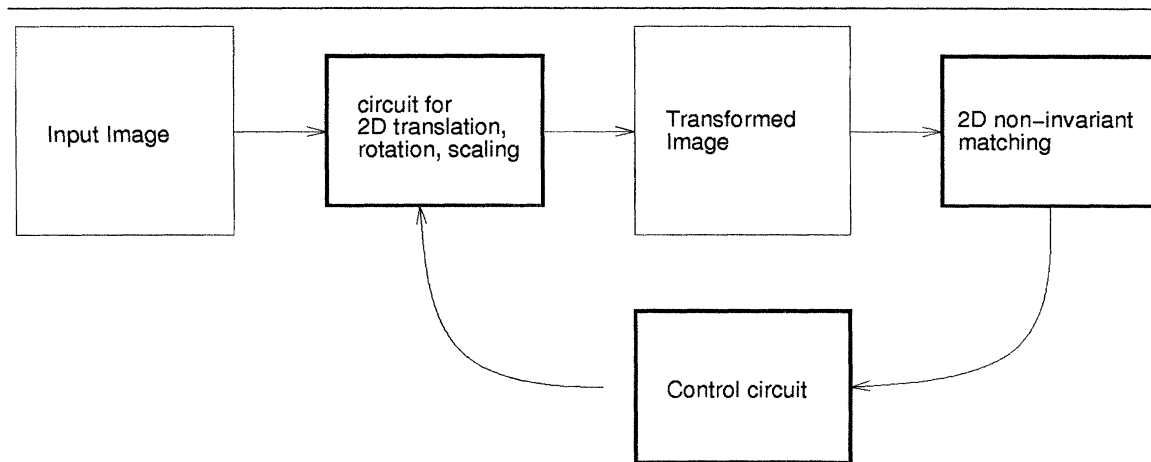 Input Image
circuit for
2D translation,
rotation, scaling
Transformed
Image
2D non−invariant
matching
Control circuit